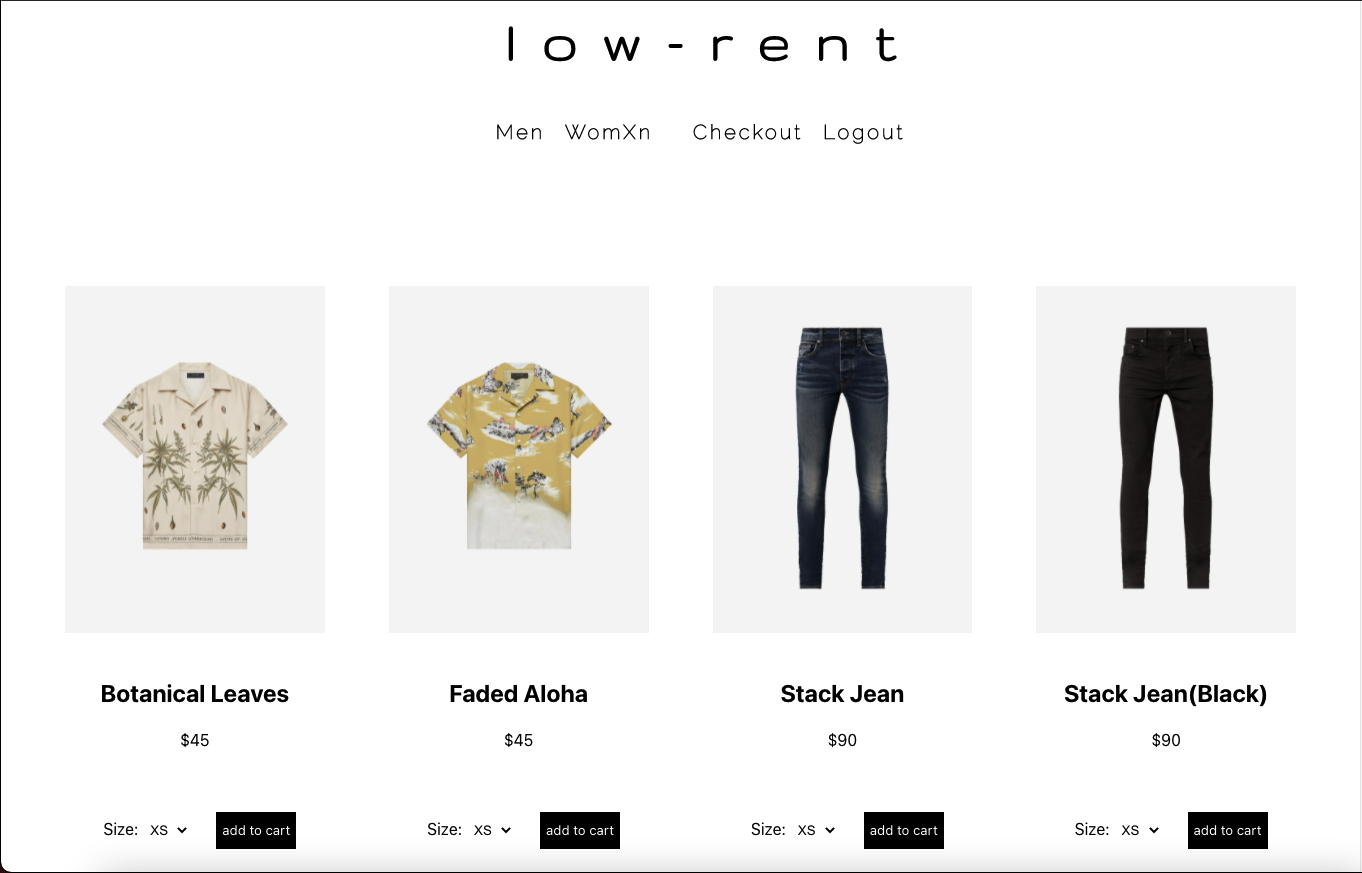 low-rent
Men WomXn Checkout Logout
Botanical Leaves
$45
Size: XS add to cart
Faded Aloha
$45
Size: XS add to cart
Stack Jean
$90
Size: XS add to cart
Stack Jean(Black)
$90
Size: XS add to cart